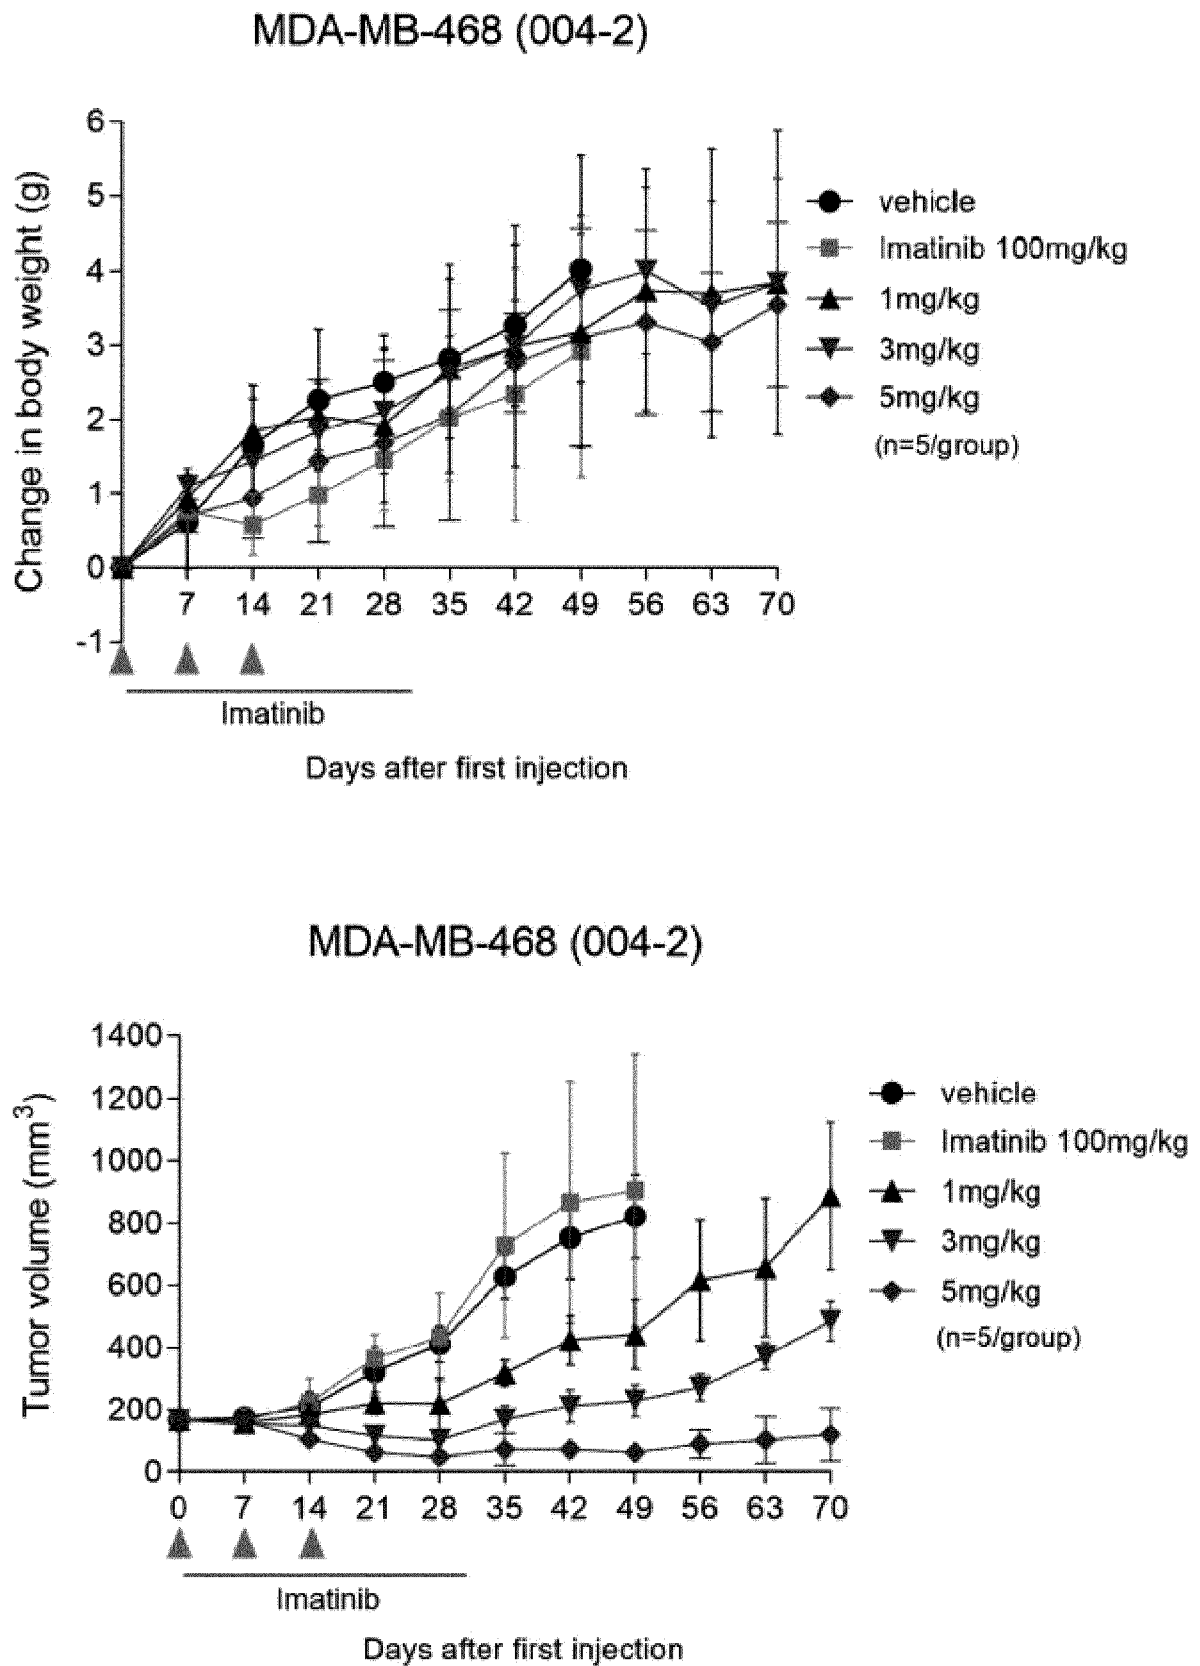 MDA-MB-468 (004-2)
Change in body weight (g)
6
5
4
3
2
1
0
-1
7 14 21 28 35 42 49 56 63 70
Imatinib
Days after first injection
vehicle
Imatinib 100mg/kg
1mg/kg
3mg/kg
5mg/kg
(n=5/group)
MDA-MB-468 (004-2)
Tumor volume (mm³)
1400
1200
1000
800
600
400
200
0
0 7 14 21 28 35 42 49 56 63 70
Imatinib
Days after first injection
vehicle
Imatinib 100mg/kg
1mg/kg
3mg/kg
5mg/kg
(n=5/group)